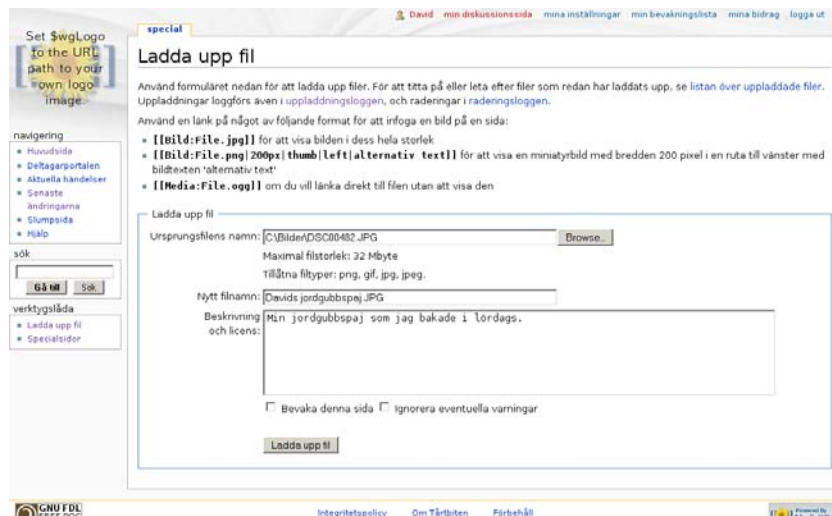 David min diskussionssida mina inställningar min bevakningslista mina bidrag logga ut
Set $wgLogo
to the URL
path to your
own logo
image.
special
Ladda upp fil
Använd formuläret nedan för att ladda upp filer. För att titta på eller leta efter filer som redan har laddats upp, se listan över uppladdade filer.
Uppladdningar loggförs även i uppladdningsloggen, och raderingar i raderingsloggen.
Använd en länk på något av följande format för att infoga en bild på en sida:
[[Bild:File.jpg]] för att visa bilden i dess hela storlek
[[Bild:File.png|200px|thumb|left|alternativ text]] för att visa en miniatyrbild med bredden 200 pixel i en ruta till vänster med
bildtexten 'alternativ text'
[[Media:File.ogg]] om du vill länka direkt till filen utan att visa den
navigering
Huvudsida
Deltagarportalen
Aktuella händelser
Senaste
ändringarna
Slumpsida
Hjälp
sök
Gå till Sök
verktygslåda
Ladda upp fil
Specialsidor
Ladda upp fil
Ursprungsfilens namn: C:\Bilder\DSC00482.JPG Browse...
Maximal filstorlek: 32 Mbyte
Tillåtna filtyper: png, gif, jpg, jpeg.
Nytt filnamn: Davids jordgubbspaj.JPG
Beskrivning
och licens:
Min jordgubbspaj som jag bakade i lördags.
Bevaka denna sida Ignorera eventuella varningar
Ladda upp fil
GNU FDL
Integritetspolicy Om Tårtbiten Förbehåll
Powered By